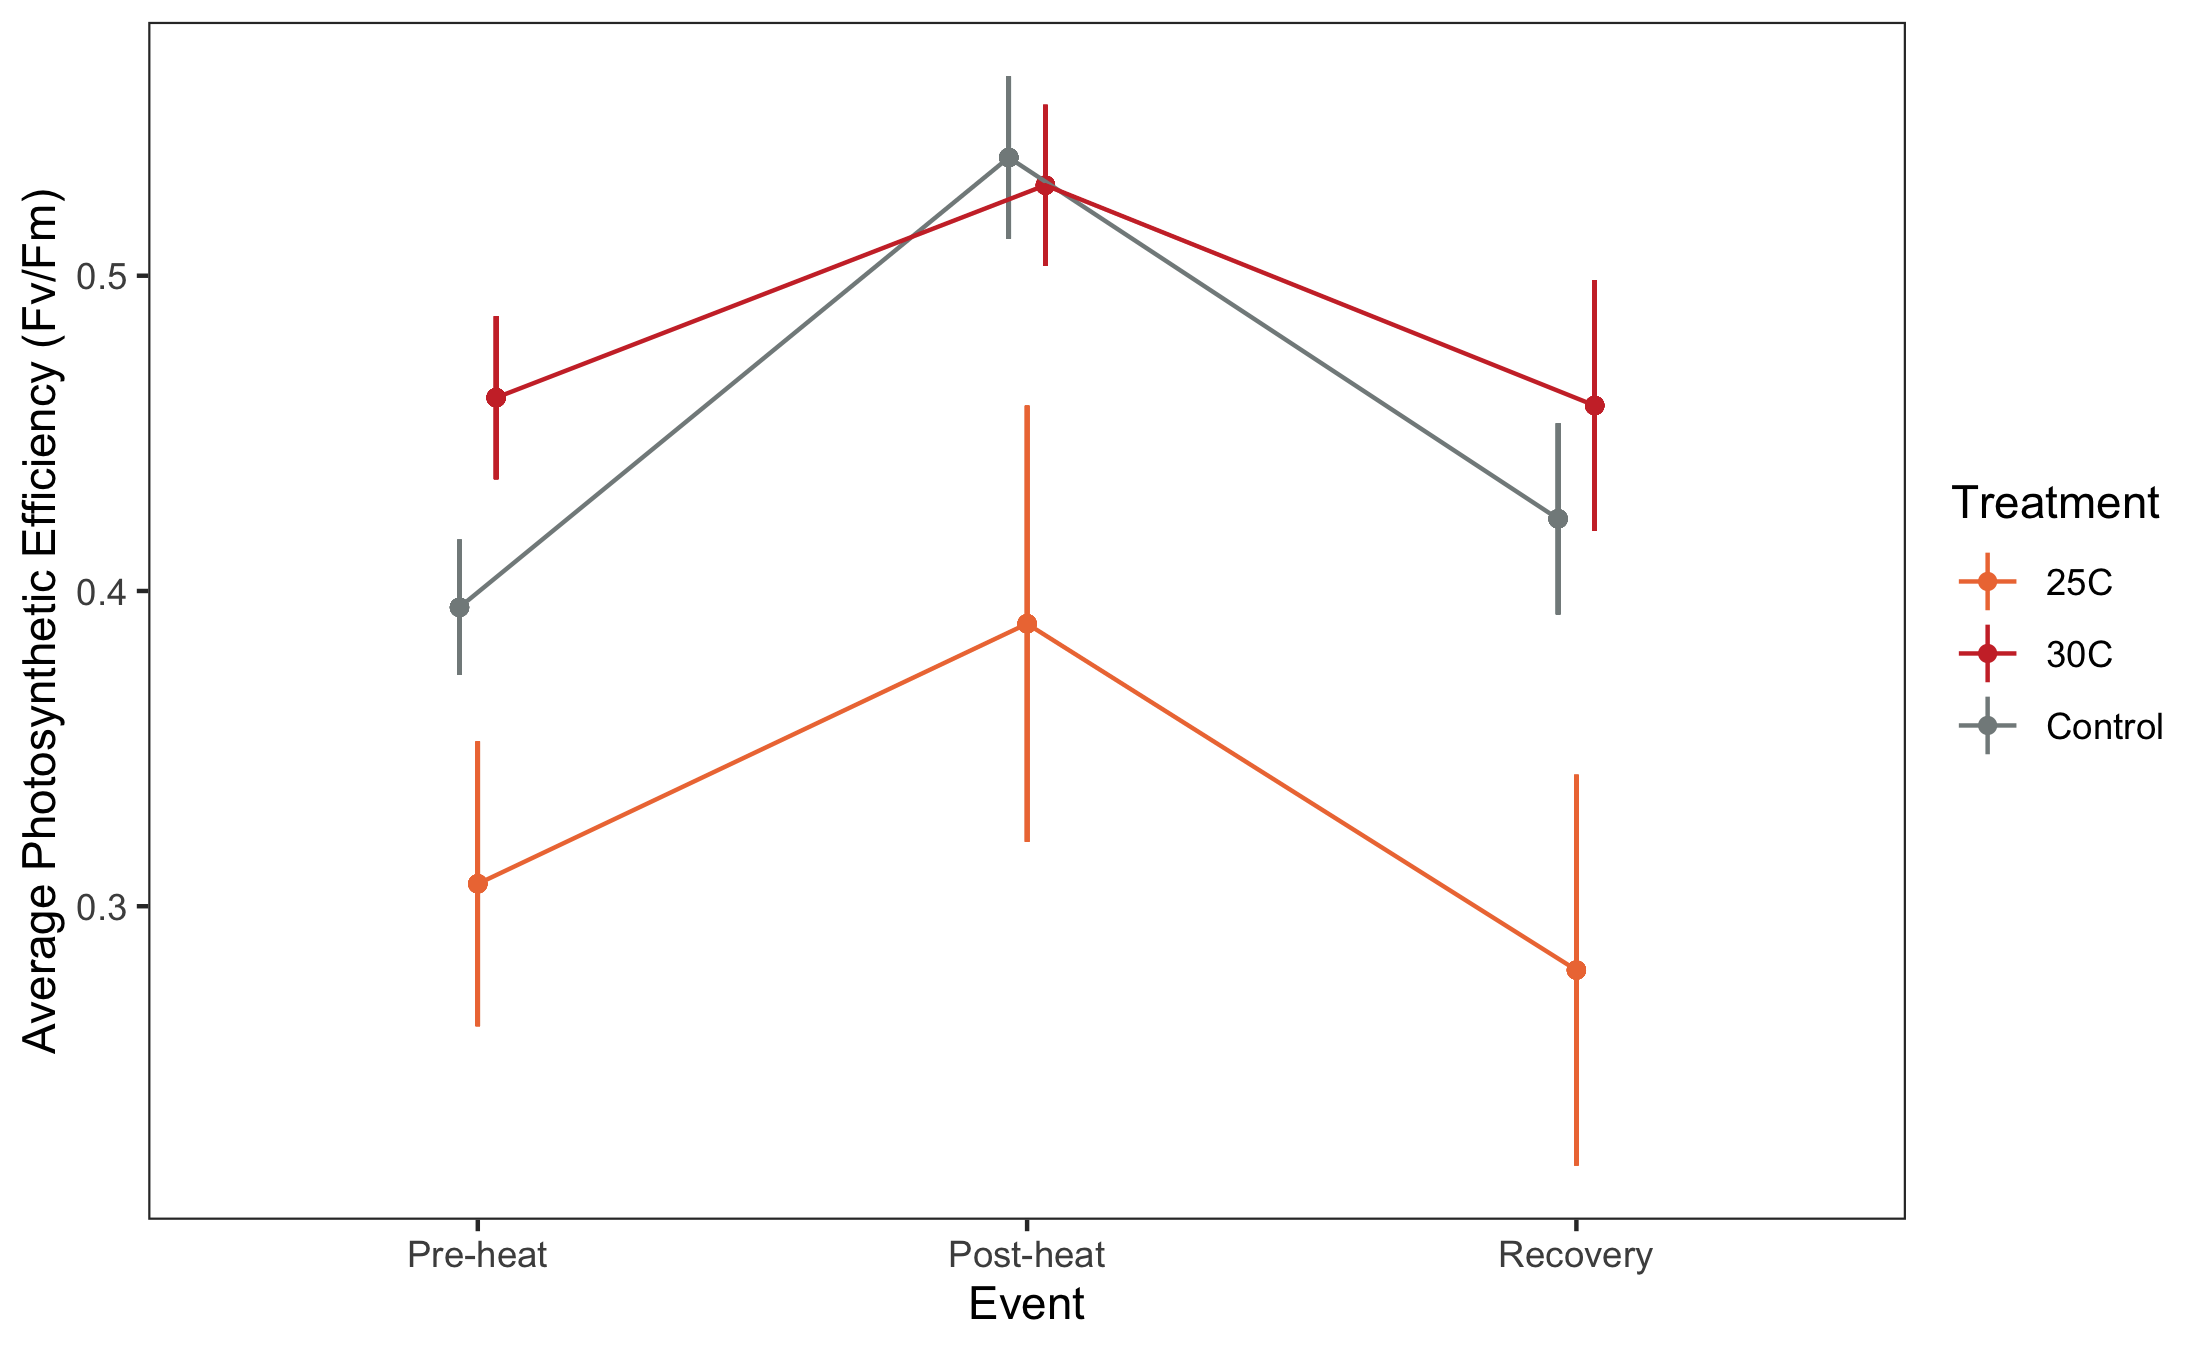 Average Photosynthetic Efficiency (Fv/Fm)
0.5
0.4
0.3
Pre-heat
Post-heat
Recovery
Event
Treatment
25C
30C
Control